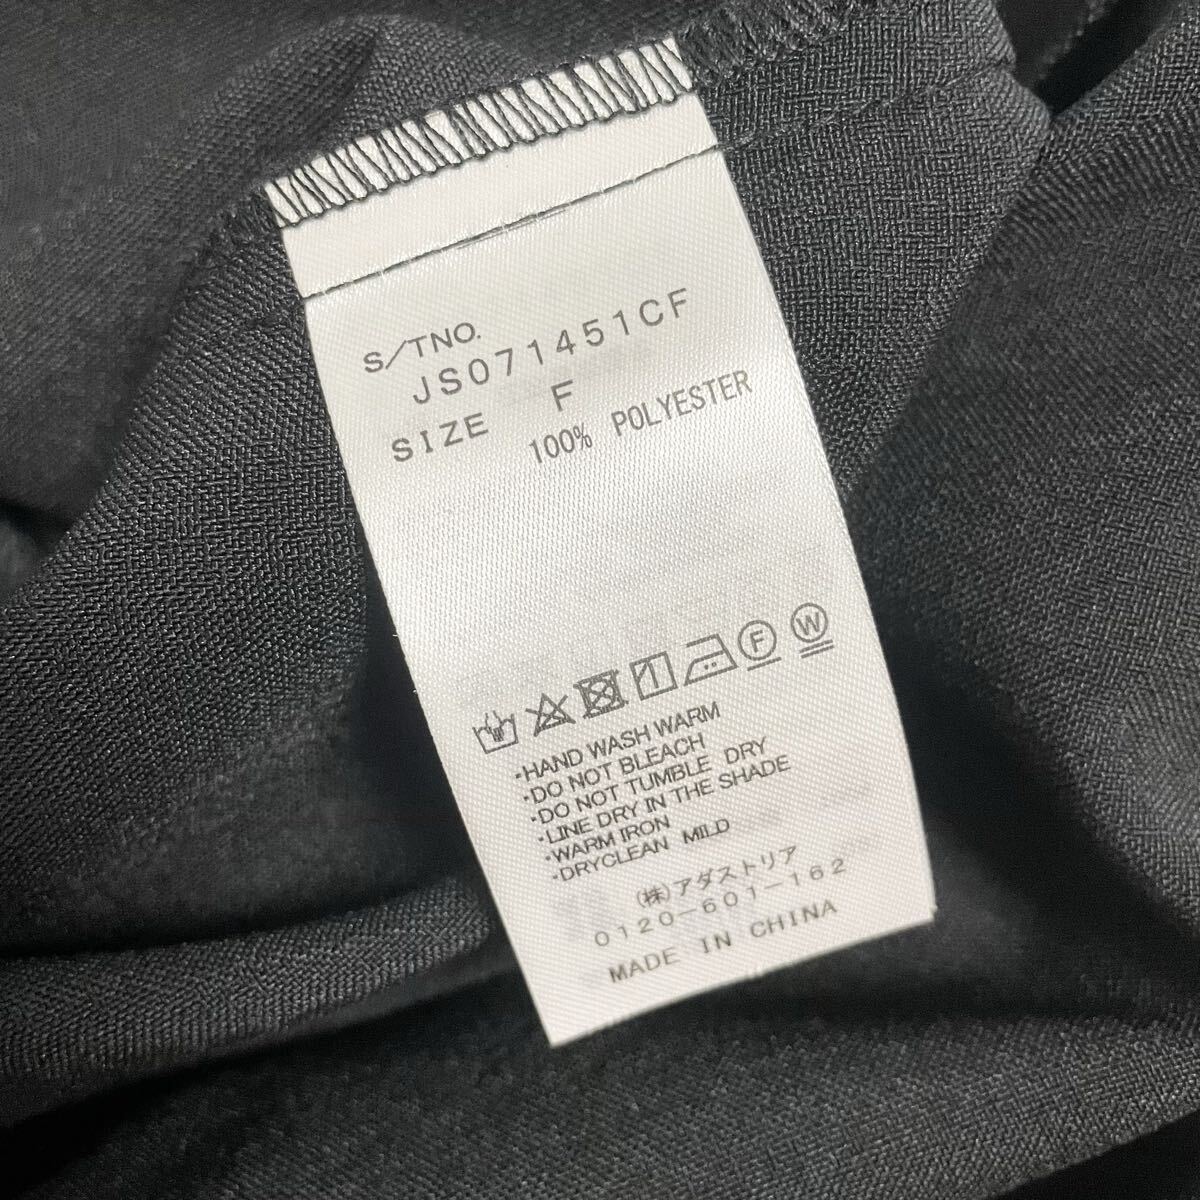 S/TNO.
JS071451CF
SIZE F
100% POLYESTER
F W
・HAND WASH WARM
・DO NOT BLEACH
・DO NOT TUMBLE DRY
・LINE DRY IN THE SHADE
・WARM IRON
・DRYCLEAN MILD
(株)アダストリア
0120-601-162
MADE IN CHINA